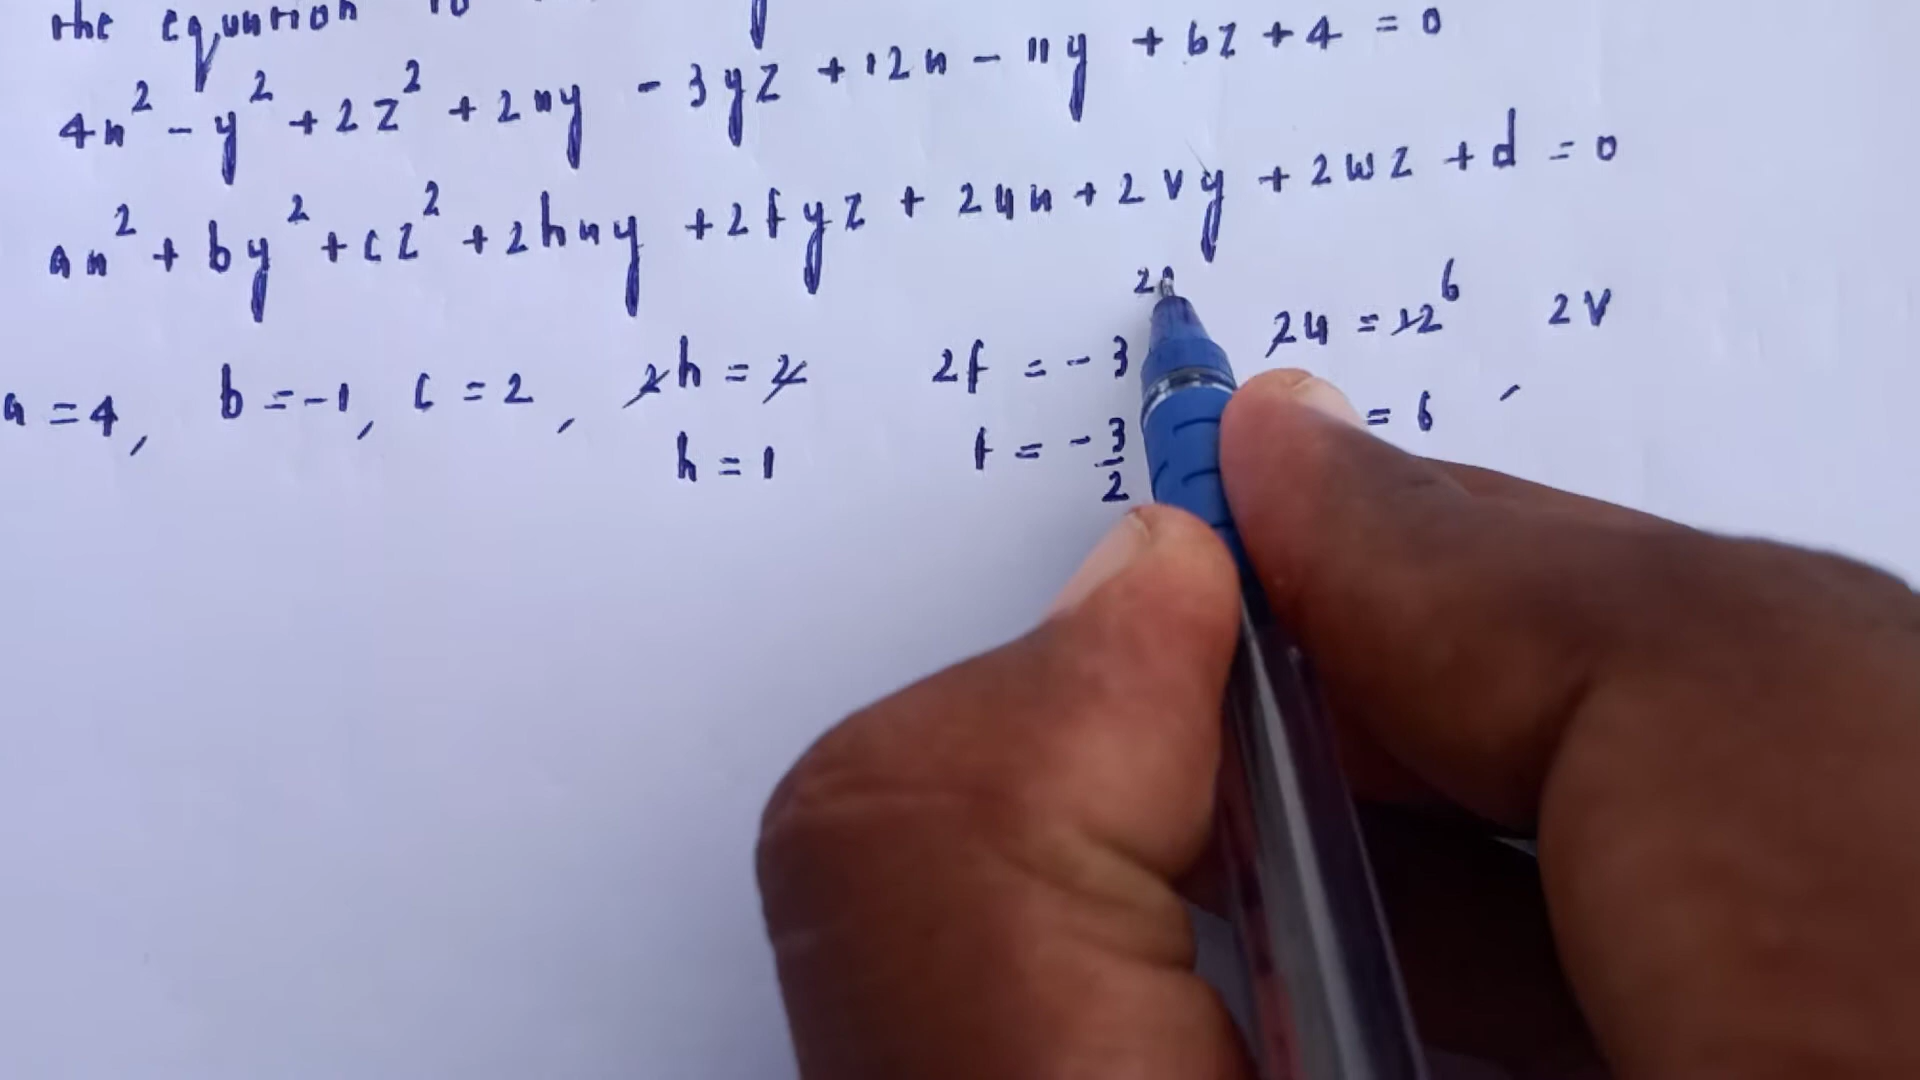 the equation to
4x² - y² + 2z² + 2xy - 3yz + 12x - 11y + 6z + 4 = 0
ax² + by² + cz² + 2hxy + 2fyz + 2ux + 2vy + 2wz + d = 0
a = 4, b = -1, c = 2, 2h = 2 2f = -3 2u = 12 6 2v
h = 1 f = -3/2 = 6